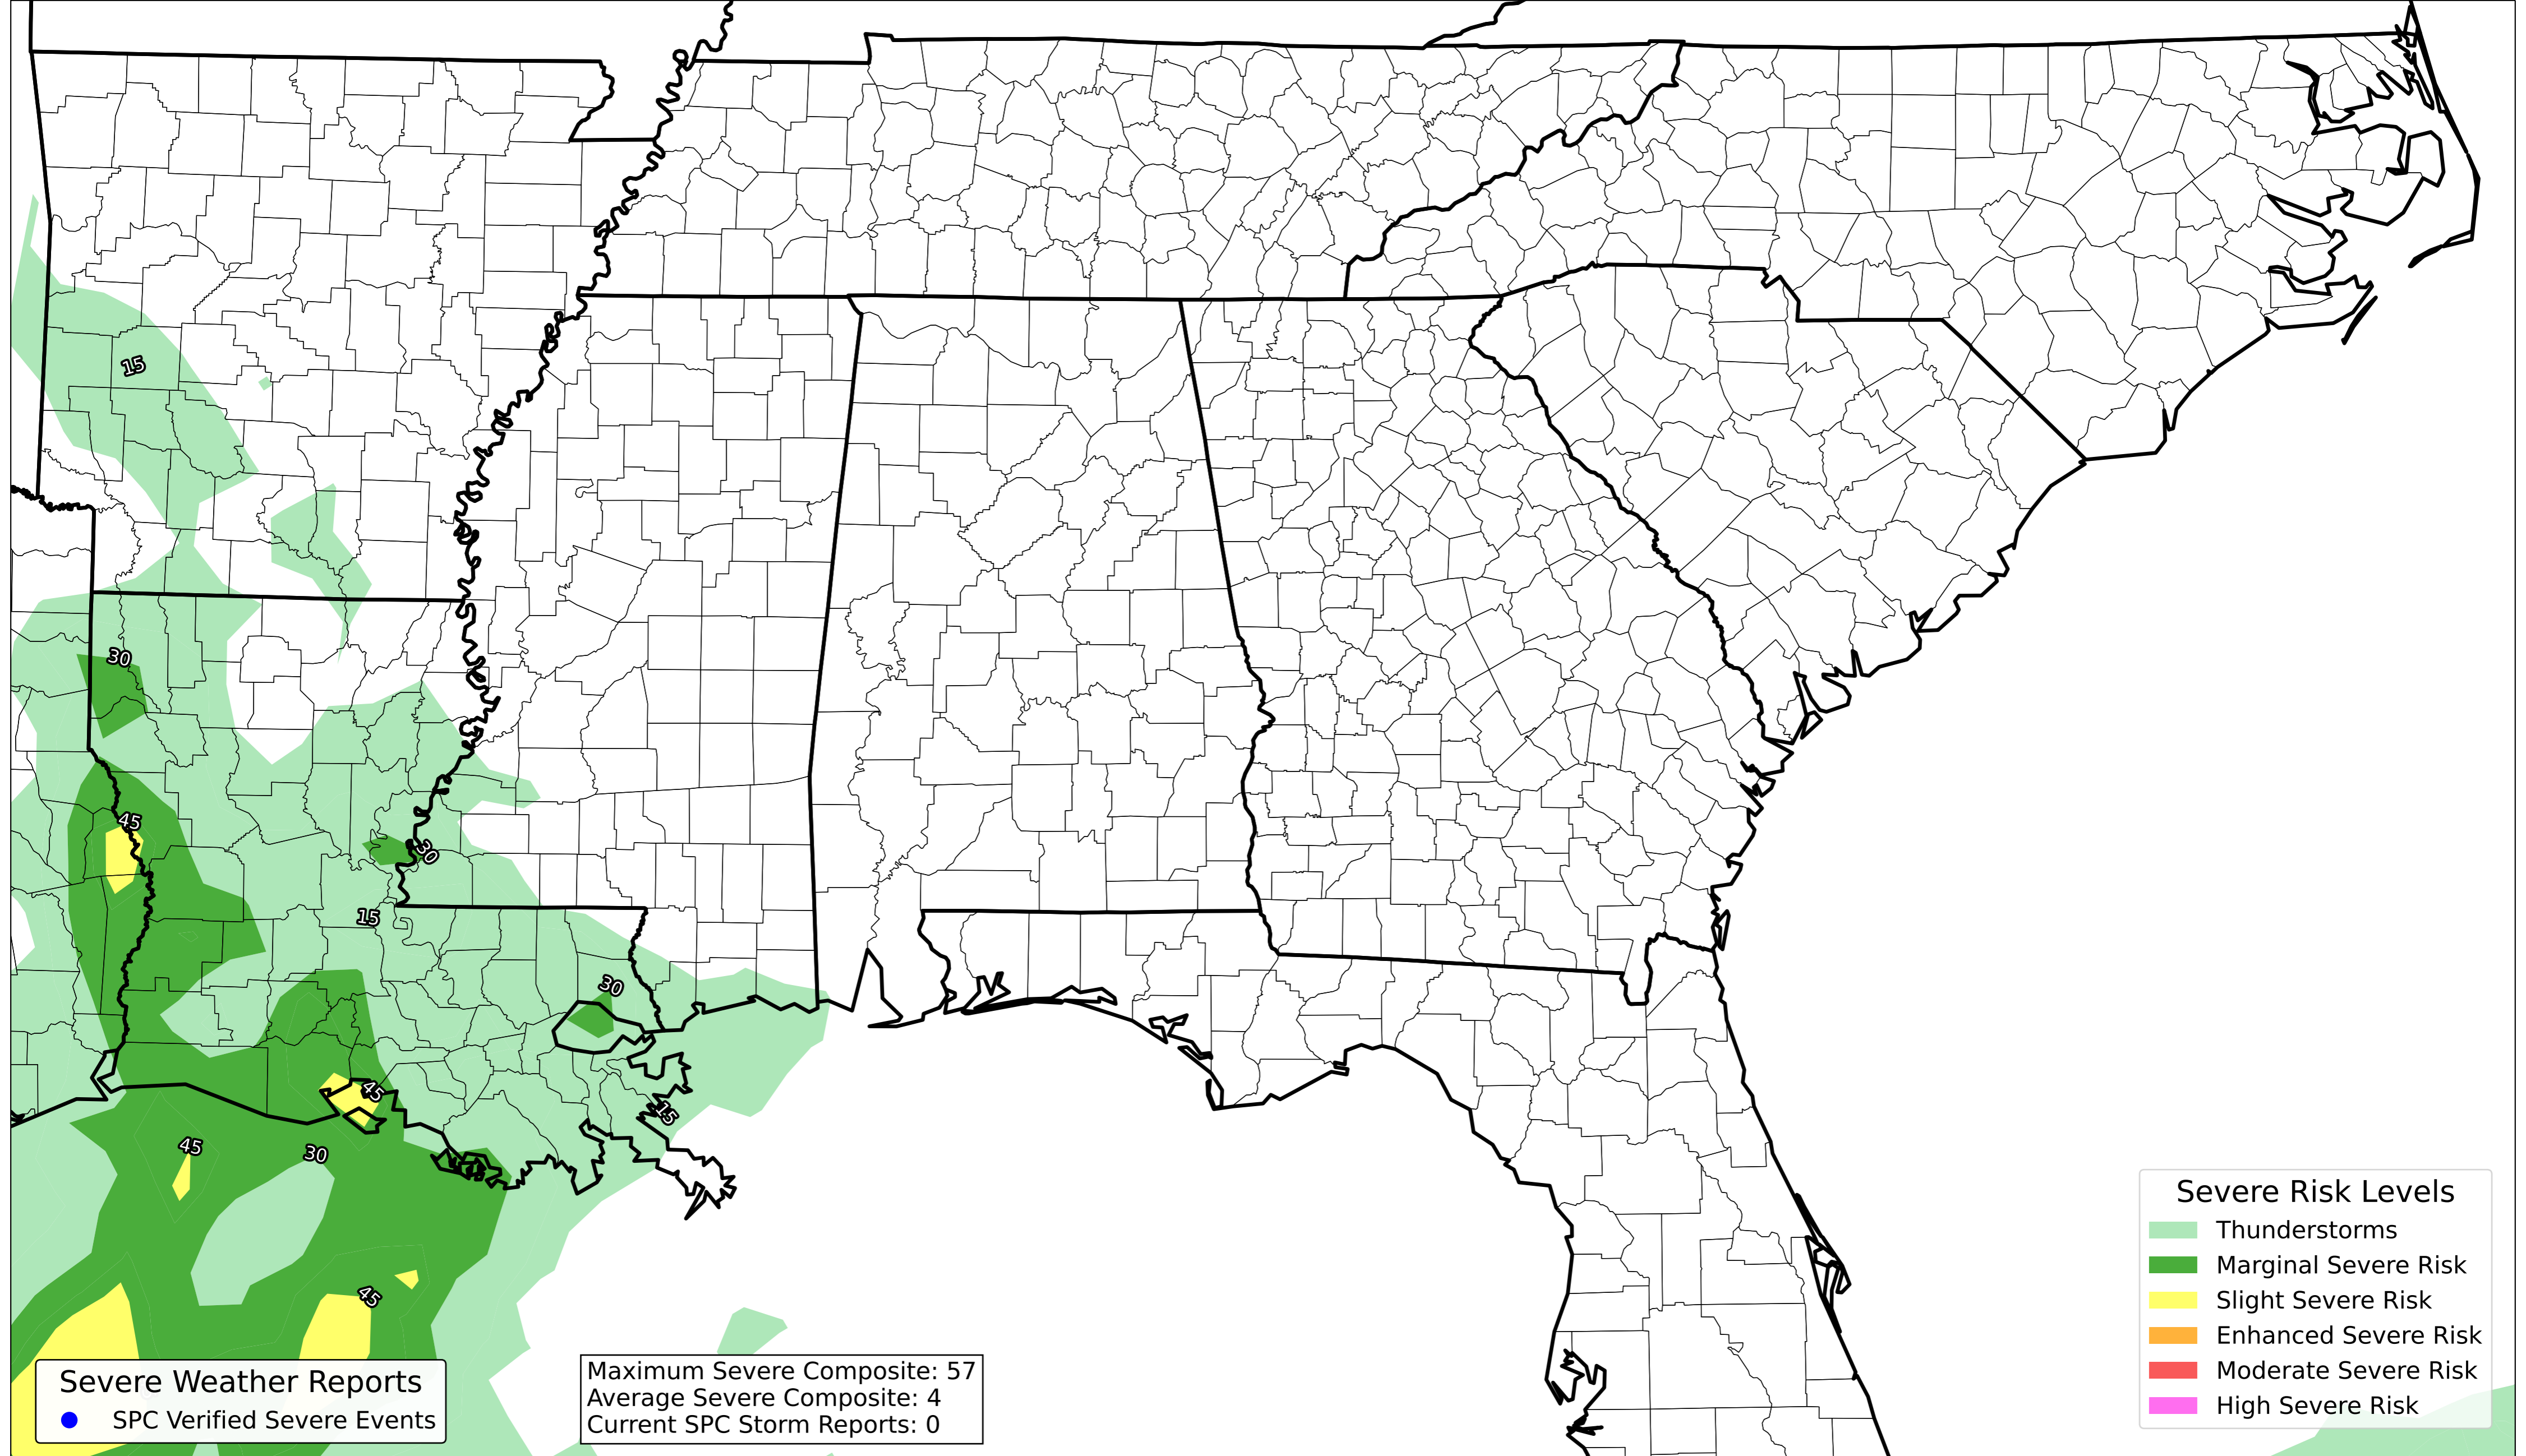 15
30
45
30
15
30
45
15
45
30
45
Severe Weather Reports
SPC Verified Severe Events
Maximum Severe Composite: 57
Average Severe Composite: 4
Current SPC Storm Reports: 0
Severe Risk Levels
Thunderstorms
Marginal Severe Risk
Slight Severe Risk
Enhanced Severe Risk
Moderate Severe Risk
High Severe Risk